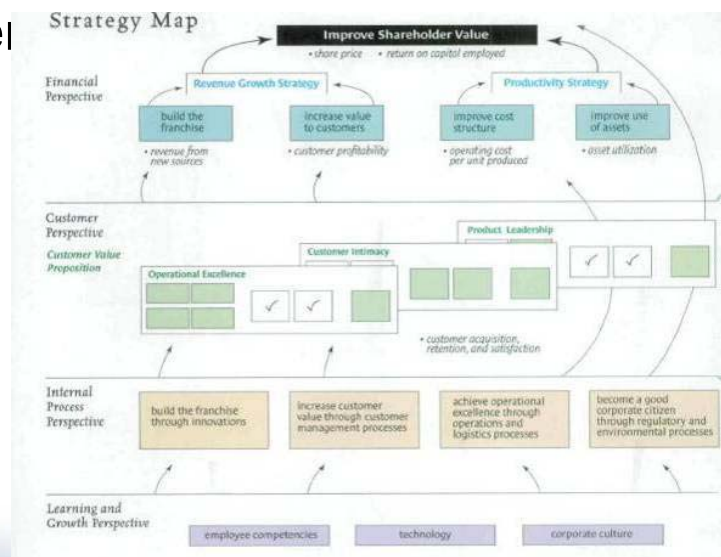 Strategy Map
Improve Shareholder Value
• share price • return on capital employed
Financial
Perspective
Revenue Growth Strategy
Productivity Strategy
build the
franchise
increase value
to customers
improve cost
structure
improve use
of assets
• revenue from
new sources
• customer profitability
• operating cost
per unit produced
• asset utilization
Customer
Perspective
Customer Value
Proposition
Product Leadership
Customer Intimacy
Operational Excellence
• customer acquisition,
retention, and satisfaction
Internal
Process
Perspective
build the franchise
through innovations
increase customer
value through customer
management processes
achieve operational
excellence through
operations and
logistics processes
become a good
corporate citizen
through regulatory and
environmental processes
Learning and
Growth Perspective
employee competencies
technology
corporate culture